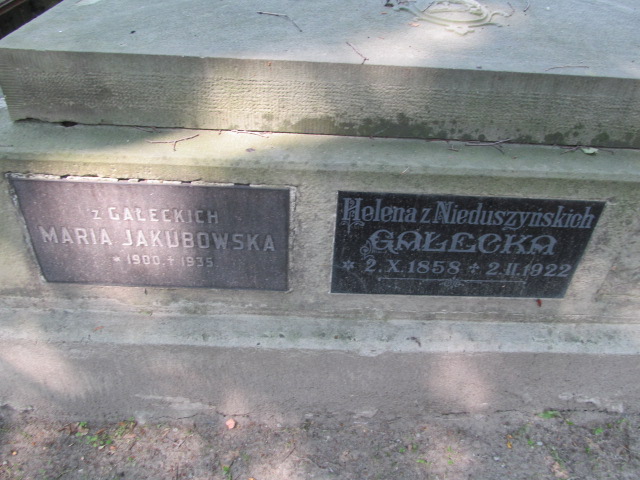 z GAŁECKICH
MARIA JAKUBOWSKA
* 1900. + 1935
Helena z Nieduszyńskich
GAŁECKA
* 2.X.1858 + 2.II.1922